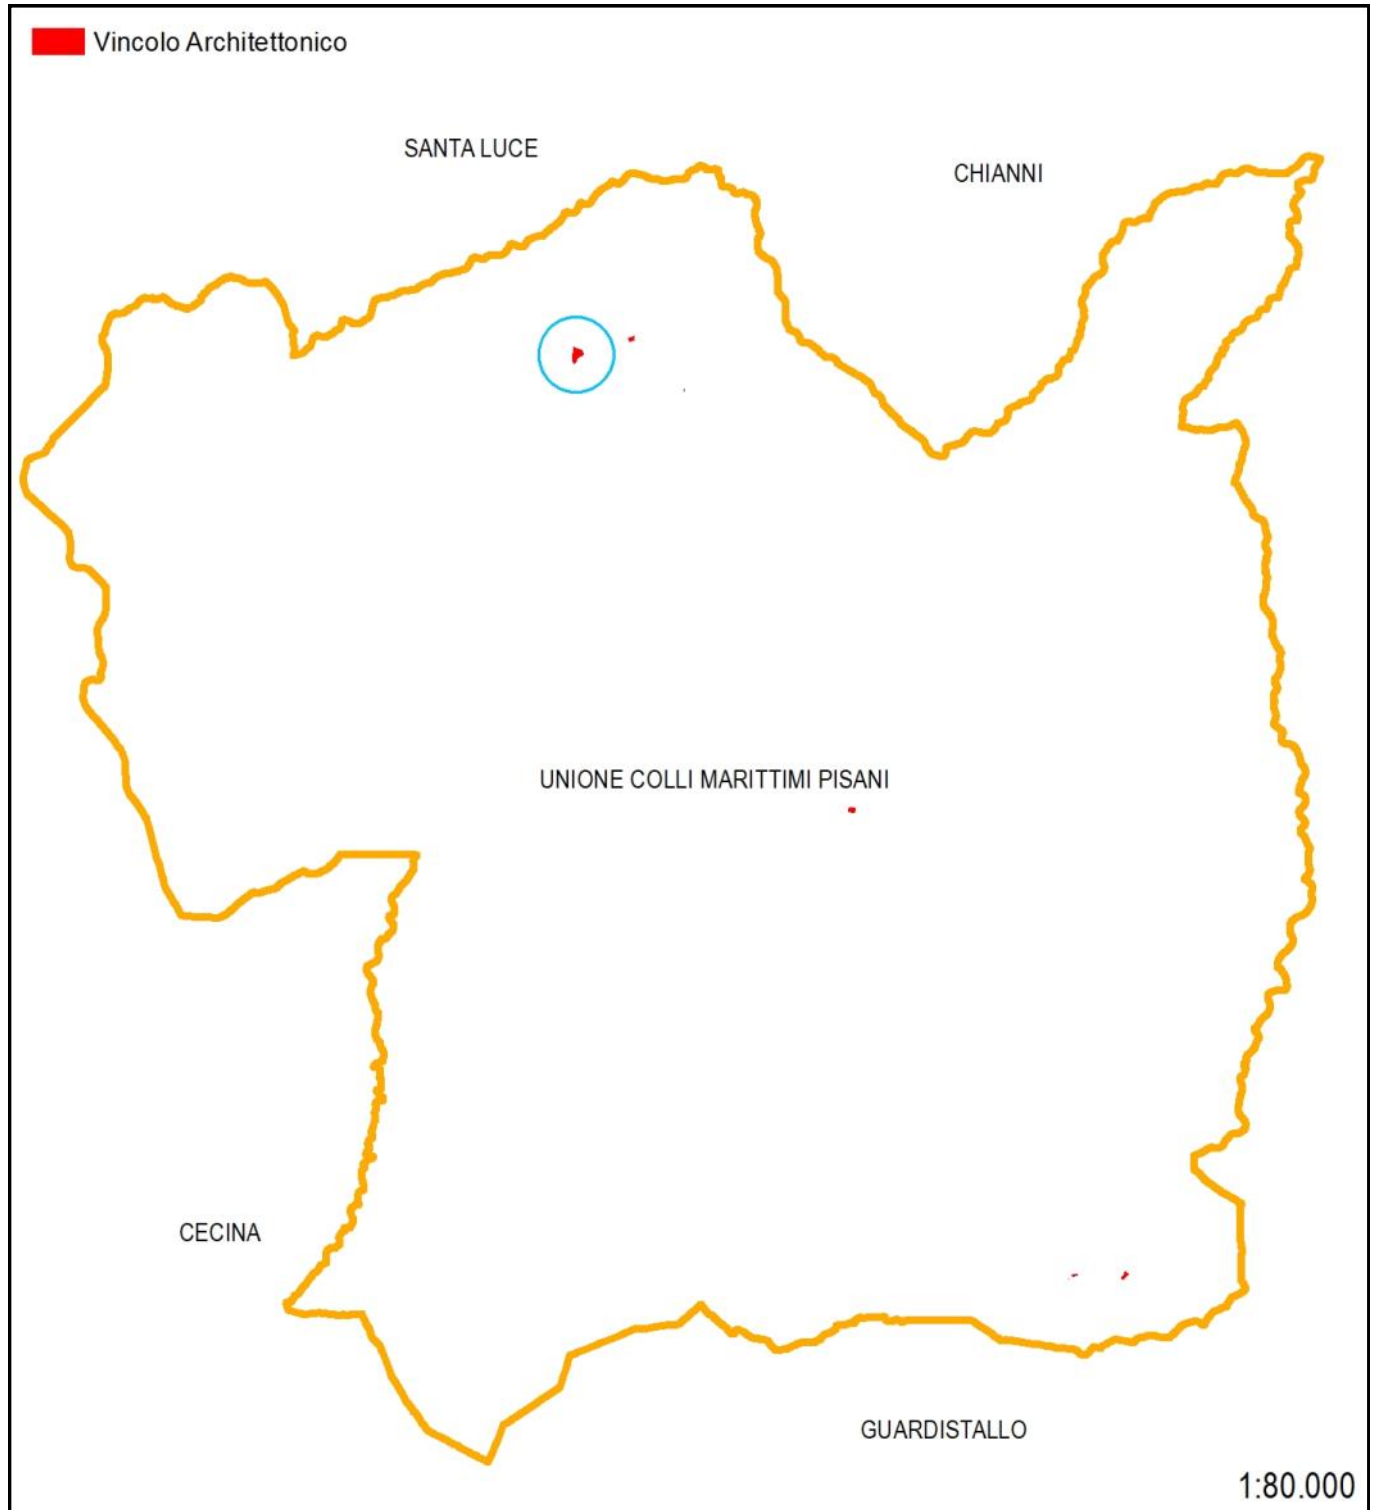 Vincolo Architettonico
SANTA LUCE
CHIANNI
UNIONE COLLI MARITTIMI PISANI
CECINA
GUARDISTALLO
1:80.000